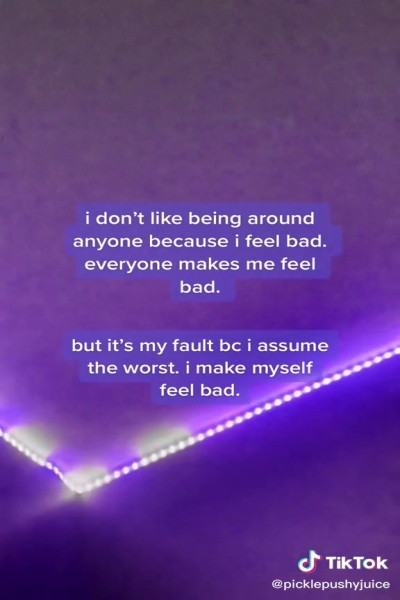 i don't like being around
anyone because i feel bad.
everyone makes me feel
bad.
but it's my fault bc i assume
the worst. i make myself
feel bad.
TikTok
@picklepushyjuice